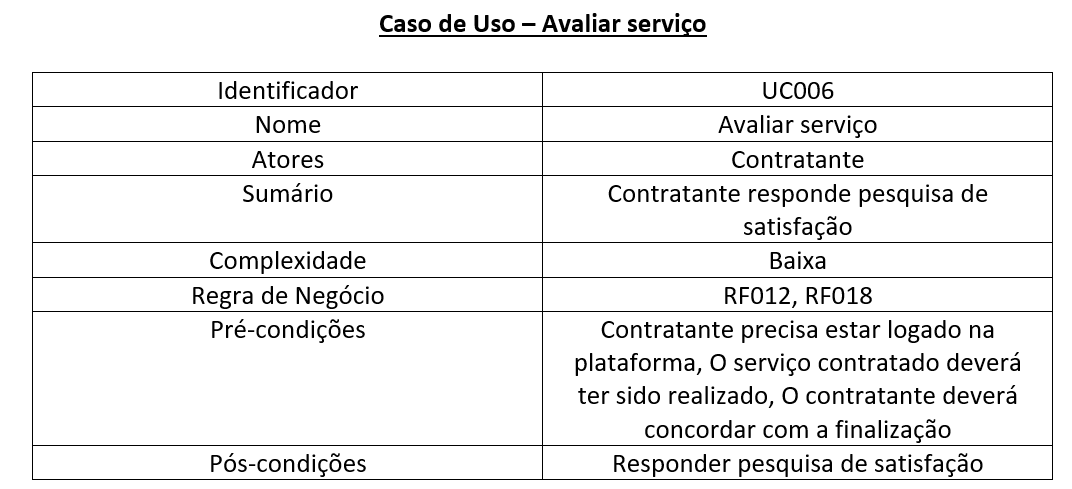 Caso de Uso – Avaliar serviço
Identificador UC006
Nome Avaliar serviço
Atores Contratante
Sumário Contratante responde pesquisa de
satisfação
Complexidade Baixa
Regra de Negócio RF012, RF018
Pré-condições Contratante precisa estar logado na
plataforma, O serviço contratado deverá
ter sido realizado, O contratante deverá
concordar com a finalização
Pós-condições Responder pesquisa de satisfação